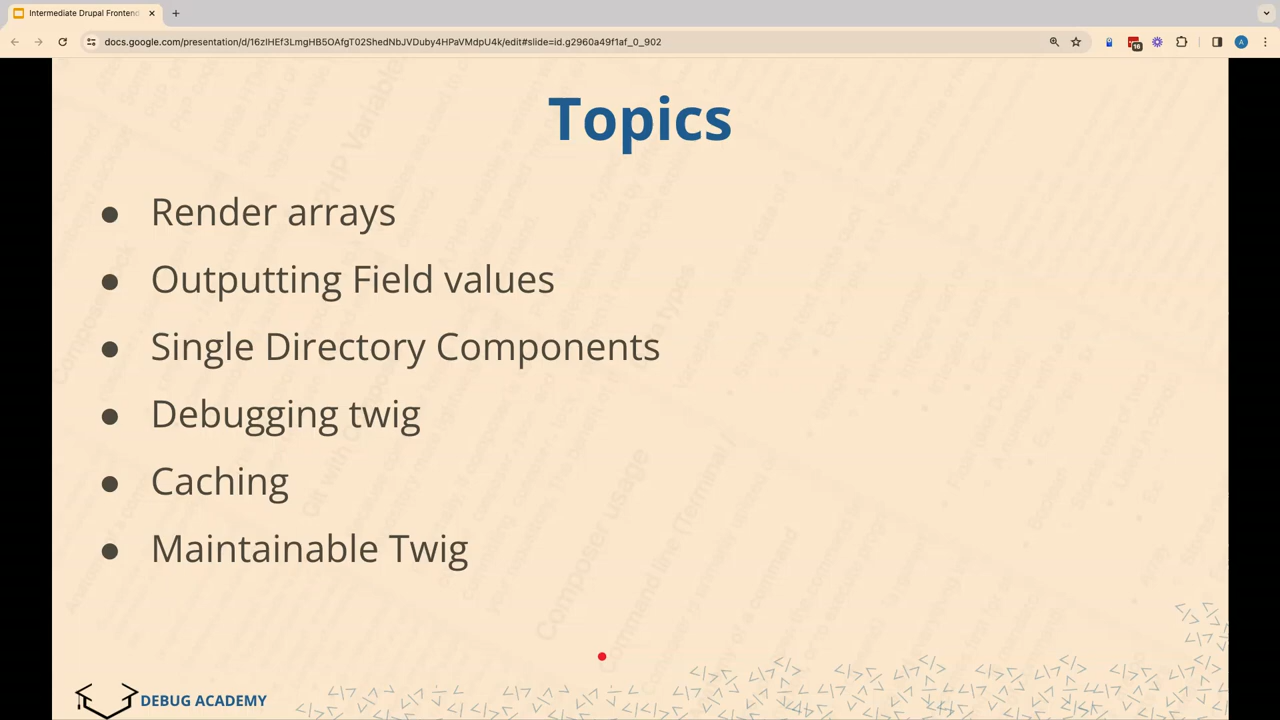 Intermediate Drupal Frontend
docs.google.com/presentation/d/16zIHEf3LmgHB5OAfgT02ShedNbJVDuby4HPaVMdpU4k/edit#slide=id.g2960a49f1af_0_902
16
A
Topics
● Render arrays
● Outputting Field values
● Single Directory Components
● Debugging twig
● Caching
● Maintainable Twig
DEBUG ACADEMY